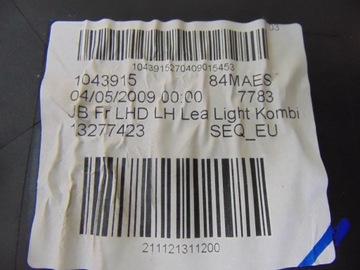 03
1043915270409015453
1043915 84MAES
04/05/2009 00:00 7783
JB Fr LHD LH Lea Light Kombi
13277423 SEQ_EU
211121311200